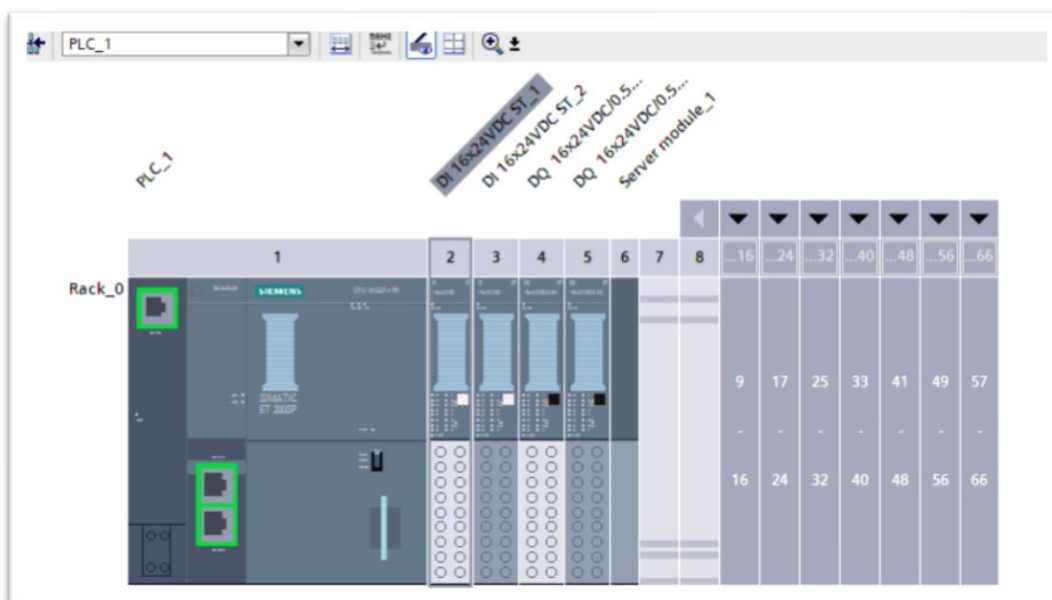 PLC_1
PLC_1
DI 16x24VDC ST_1
DI 16x24VDC ST_2
DQ 16x24VDC/0.5...
DQ 16x24VDC/0.5...
Server module_1
1 2 3 4 5 6 7 8 ...16 ...24 ...32 ...40 ...48 ...56 ...66
Rack_0
SIEMENS
SIMATIC
ET 200SP
9 17 25 33 41 49 57
- - - - - - -
16 24 32 40 48 56 66